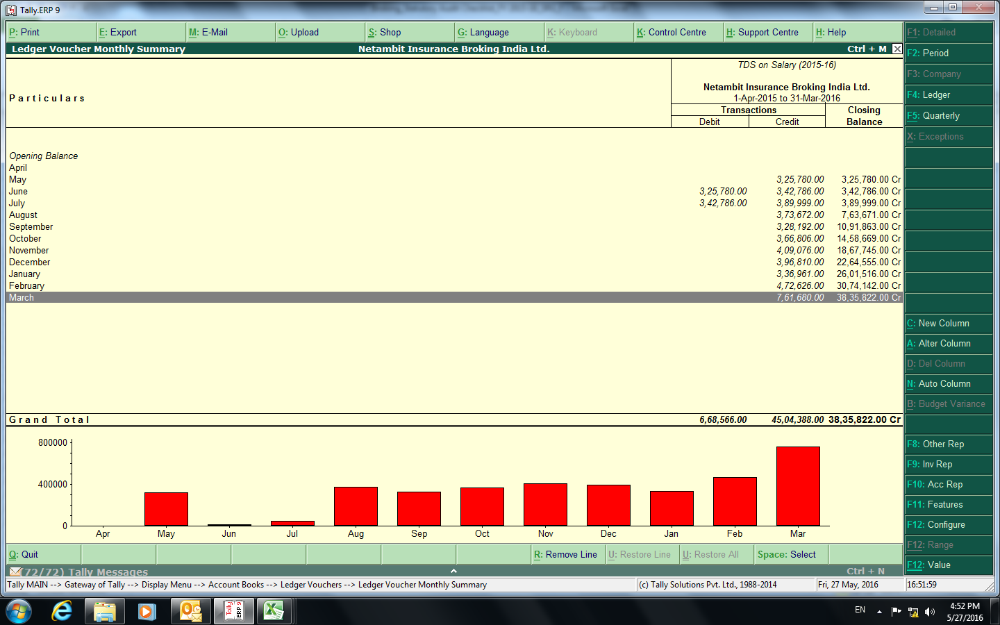 Tally.ERP 9
P: Print E: Export M: E-Mail O: Upload S: Shop G: Language K: Keyboard K: Control Centre H: Support Centre H: Help
Ledger Voucher Monthly Summary Netambit Insurance Broking India Ltd. Ctrl + M
TDS on Salary (2015-16)
Netambit Insurance Broking India Ltd.
Particulars 1-Apr-2015 to 31-Mar-2016
Transactions Closing
Debit Credit Balance
Opening Balance
April
May 3,25,780.00 3,25,780.00 Cr
June 3,25,780.00 3,42,786.00 3,42,786.00 Cr
July 3,42,786.00 3,89,999.00 3,89,999.00 Cr
August 3,73,672.00 7,63,671.00 Cr
September 3,28,192.00 10,91,863.00 Cr
October 3,66,806.00 14,58,669.00 Cr
November 4,09,076.00 18,67,745.00 Cr
December 3,96,810.00 22,64,555.00 Cr
January 3,36,961.00 26,01,516.00 Cr
February 4,72,626.00 30,74,142.00 Cr
March 7,61,680.00 38,35,822.00 Cr
Grand Total 6,68,566.00 45,04,388.00 38,35,822.00 Cr
800000
400000
0
Apr May Jun Jul Aug Sep Oct Nov Dec Jan Feb Mar
F1: Detailed
F2: Period
F3: Company
F4: Ledger
F5: Quarterly
X: Exceptions
C: New Column
A: Alter Column
D: Del Column
N: Auto Column
B: Budget Variance
F8: Other Rep
F9: Inv Rep
F10: Acc Rep
F11: Features
F12: Configure
F12: Range
F12: Value
Q: Quit R: Remove Line U: Restore Line U: Restore All Space: Select
(72/72) Tally Messages Ctrl + N
Tally MAIN --> Gateway of Tally --> Display Menu --> Account Books --> Ledger Vouchers --> Ledger Voucher Monthly Summary (c) Tally Solutions Pvt. Ltd., 1988-2014 Fri, 27 May, 2016 16:51:59
Tally
ERP 9
EN
4:52 PM
5/27/2016